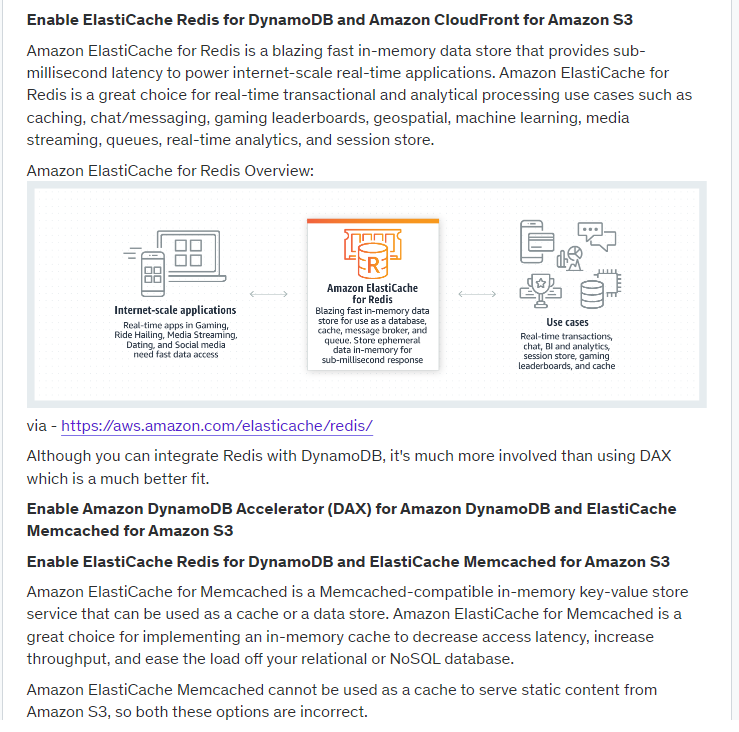 Enable ElastiCache Redis for DynamoDB and Amazon CloudFront for Amazon S3
Amazon ElastiCache for Redis is a blazing fast in-memory data store that provides sub-
millisecond latency to power internet-scale real-time applications. Amazon ElastiCache for
Redis is a great choice for real-time transactional and analytical processing use cases such as
caching, chat/messaging, gaming leaderboards, geospatial, machine learning, media
streaming, queues, real-time analytics, and session store.
Amazon ElastiCache for Redis Overview:
Internet-scale applications
Real-time apps in Gaming,
Ride Hailing, Media Streaming,
Dating, and Social media
need fast data access
R
Amazon ElastiCache
for Redis
Blazing fast in-memory data
store for use as a database,
cache, message broker, and
queue. Store ephemeral
data in-memory for
sub-millisecond response
Use cases
Real-time transactions,
chat, BI and analytics,
session store, gaming
leaderboards, and cache
via - https://aws.amazon.com/elasticache/redis/
Although you can integrate Redis with DynamoDB, it's much more involved than using DAX
which is a much better fit.
Enable Amazon DynamoDB Accelerator (DAX) for Amazon DynamoDB and ElastiCache
Memcached for Amazon S3
Enable ElastiCache Redis for DynamoDB and ElastiCache Memcached for Amazon S3
Amazon ElastiCache for Memcached is a Memcached-compatible in-memory key-value store
service that can be used as a cache or a data store. Amazon ElastiCache for Memcached is a
great choice for implementing an in-memory cache to decrease access latency, increase
throughput, and ease the load off your relational or NoSQL database.
Amazon ElastiCache Memcached cannot be used as a cache to serve static content from
Amazon S3, so both these options are incorrect.